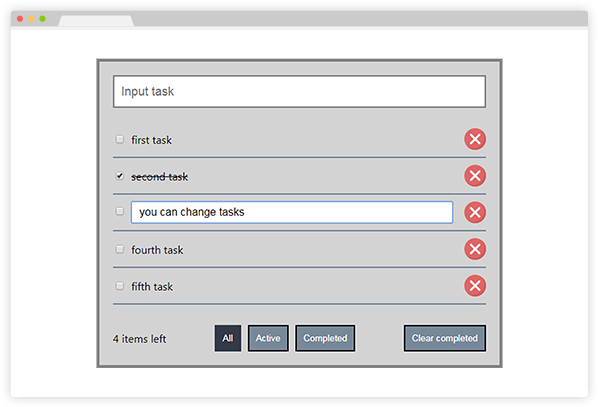 Input task
first task
second task
you can change tasks
fourth task
fifth task
4 items left All Active Completed Clear completed